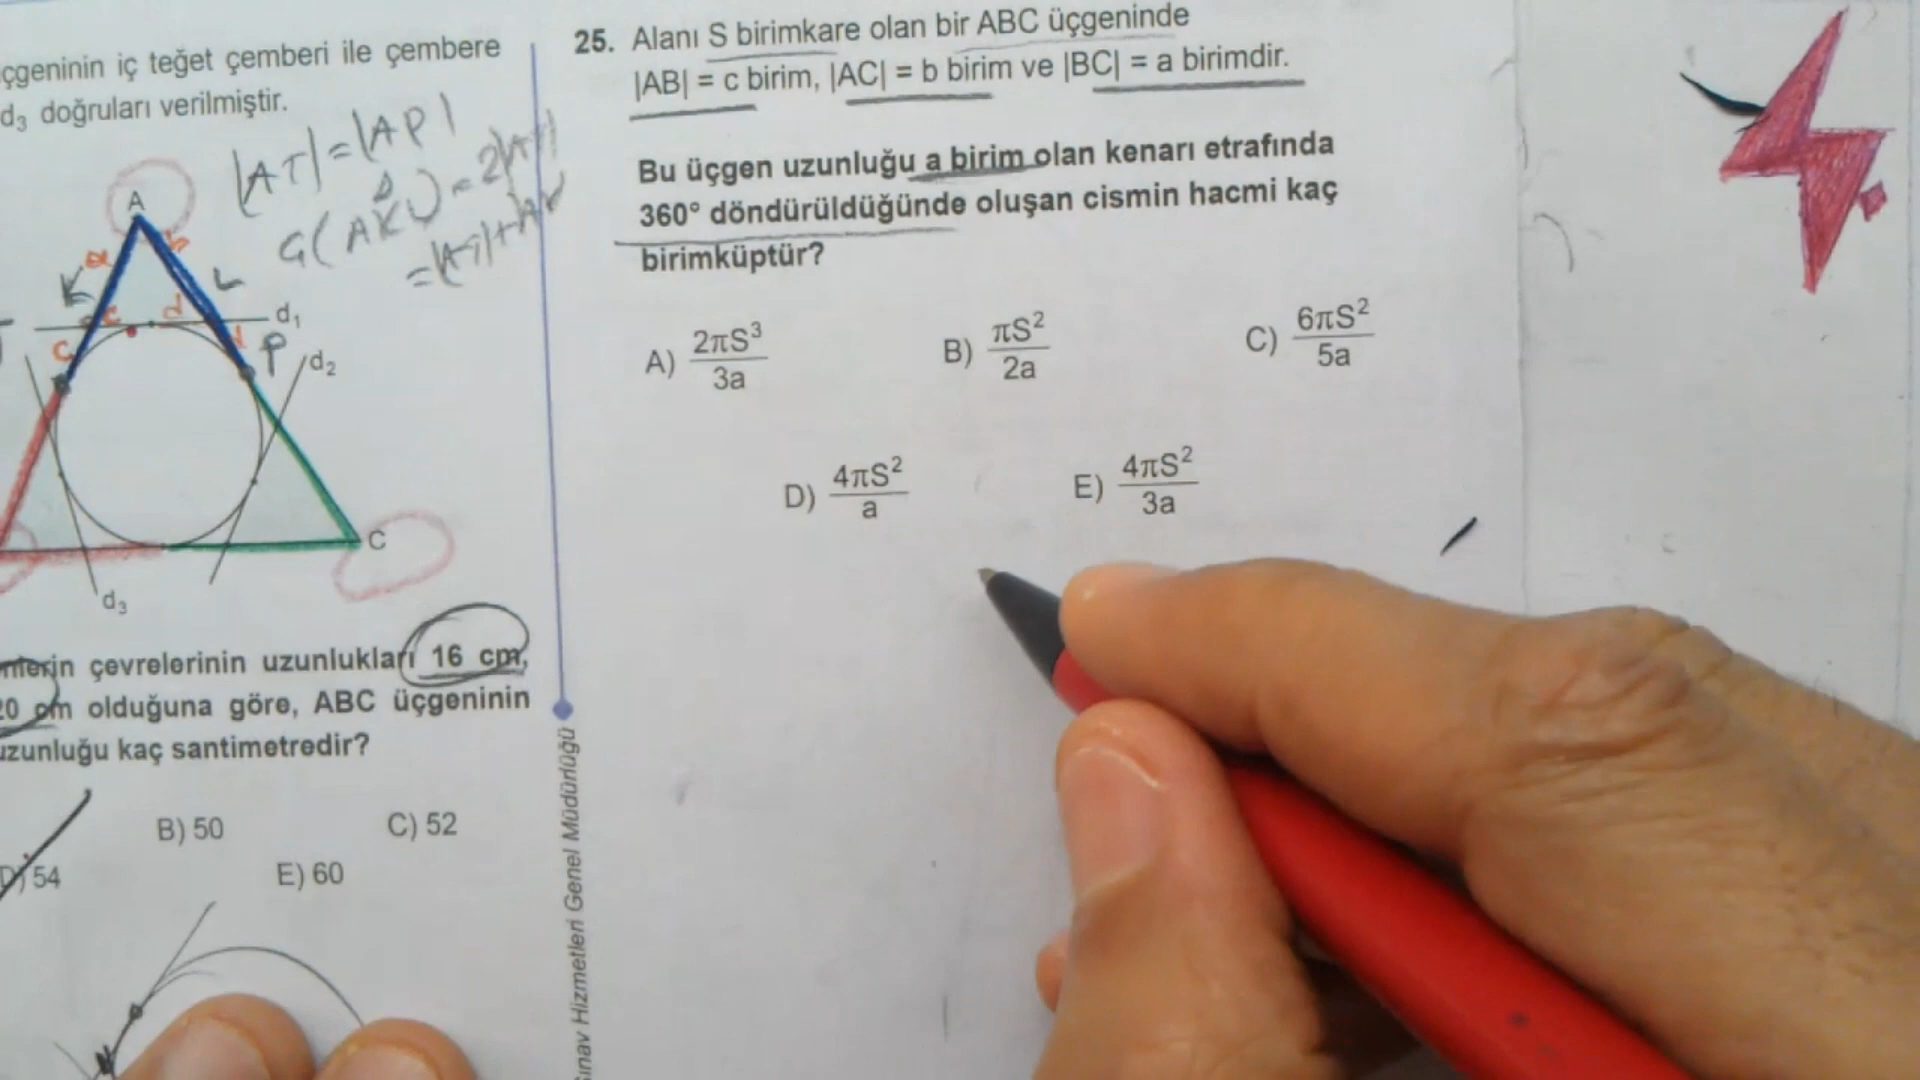 çgeninin iç teğet çemberi ile çembere
d₃ doğruları verilmiştir.
|AT| = |AP|
A
d₁
P
d₂
C
d₃
16 cm,
20 cm olduğuna göre, ABC üçgeninin
uzunluğu kaç santimetredir?
B) 50
C) 52
D) 54
E) 60
Sınav Hizmetleri Genel Müdürlüğü
25. Alanı S birimkare olan bir ABC üçgeninde
|AB| = c birim, |AC| = b birim ve |BC| = a birimdir.
Bu üçgen uzunluğu a birim olan kenarı etrafında
360° döndürüldüğünde oluşan cismin hacmi kaç
birimküptür?
A) 2πS³/3a
B) πS²/2a
C) 6πS²/5a
D) 4πS²/a
E) 4πS²/3a